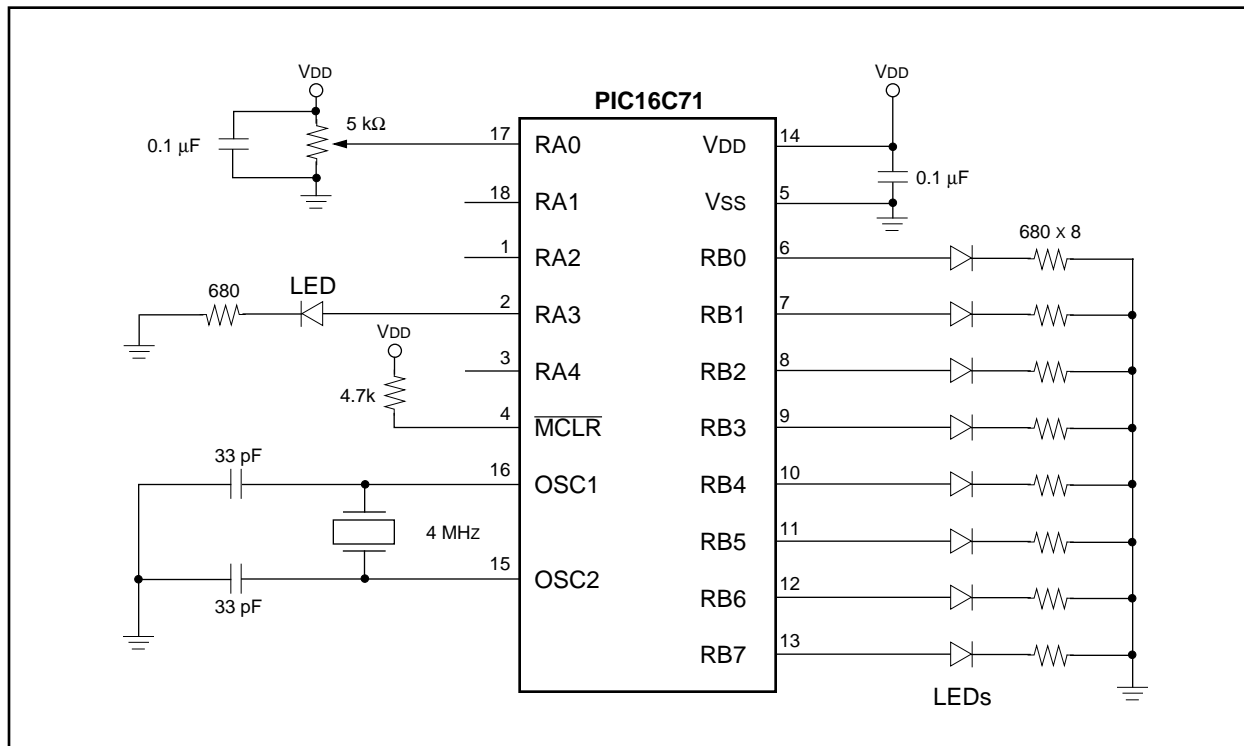 VDD
5 kΩ
0.1 µF
PIC16C71
VDD
0.1 µF
17 RA0
18 RA1
1 RA2
2 RA3
3 RA4
4 MCLR
16 OSC1
15 OSC2
VDD 14
VSS 5
RB0 6
RB1 7
RB2 8
RB3 9
RB4 10
RB5 11
RB6 12
RB7 13
680 X 8
680
LED
VDD
4.7k
33 pF
4 MHZ
33 pF
LEDs